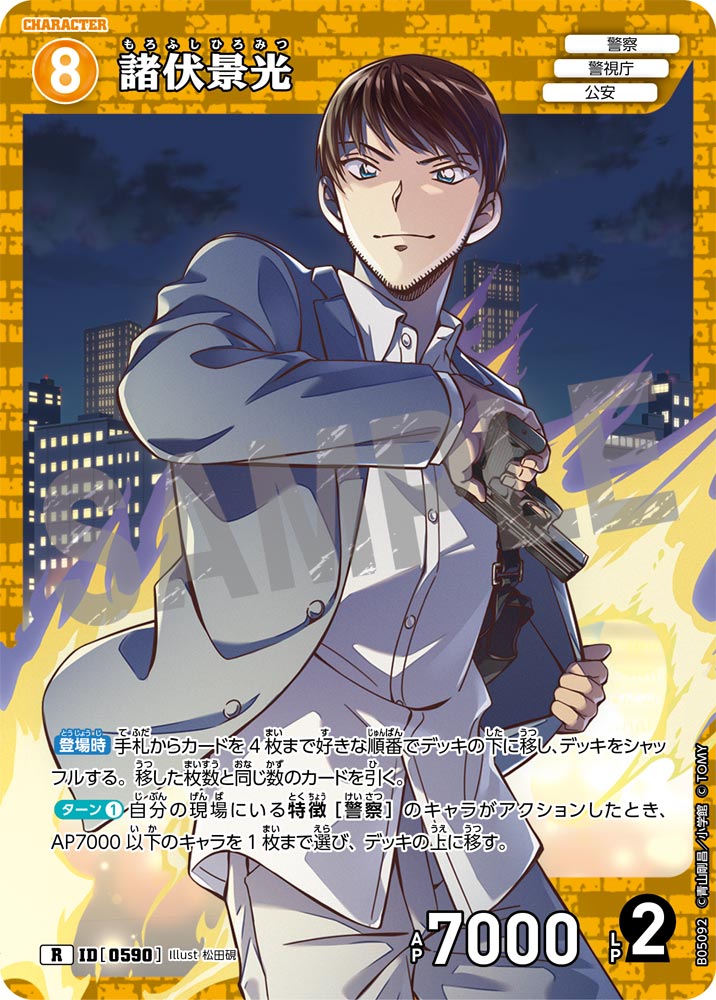 CHARACTER
8
もろふしひろみつ
諸伏景光
警察
警視庁
公安
SAMPLE
登場時 手札からカードを4枚まで好きな順番でデッキの下に移し、デッキをシャッ
フルする。移した枚数と同じ数のカードを引く。
ターン1 自分の現場にいる特徴［警察］のキャラがアクションしたとき、
AP7000以下のキャラを1枚まで選び、デッキの上に移す。
R ID[0590] Illust 松田硯
AP 7000 LP 2
B05092 ©青山剛昌／小学館 ©TOMY